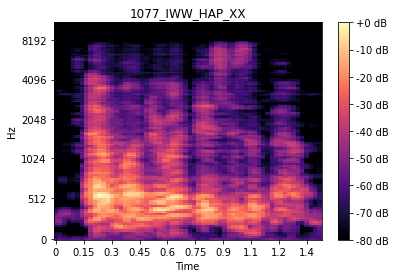 1077_IWW_HAP_XX
+0 dB
8192
-10 dB
4096
-20 dB
-30 dB
2048
Hz
-40 dB
1024
-50 dB
512
-60 dB
-70 dB
0
-80 dB
0 0.15 0.3 0.45 0.6 0.75 0.9 1.1 1.2 1.4
Time